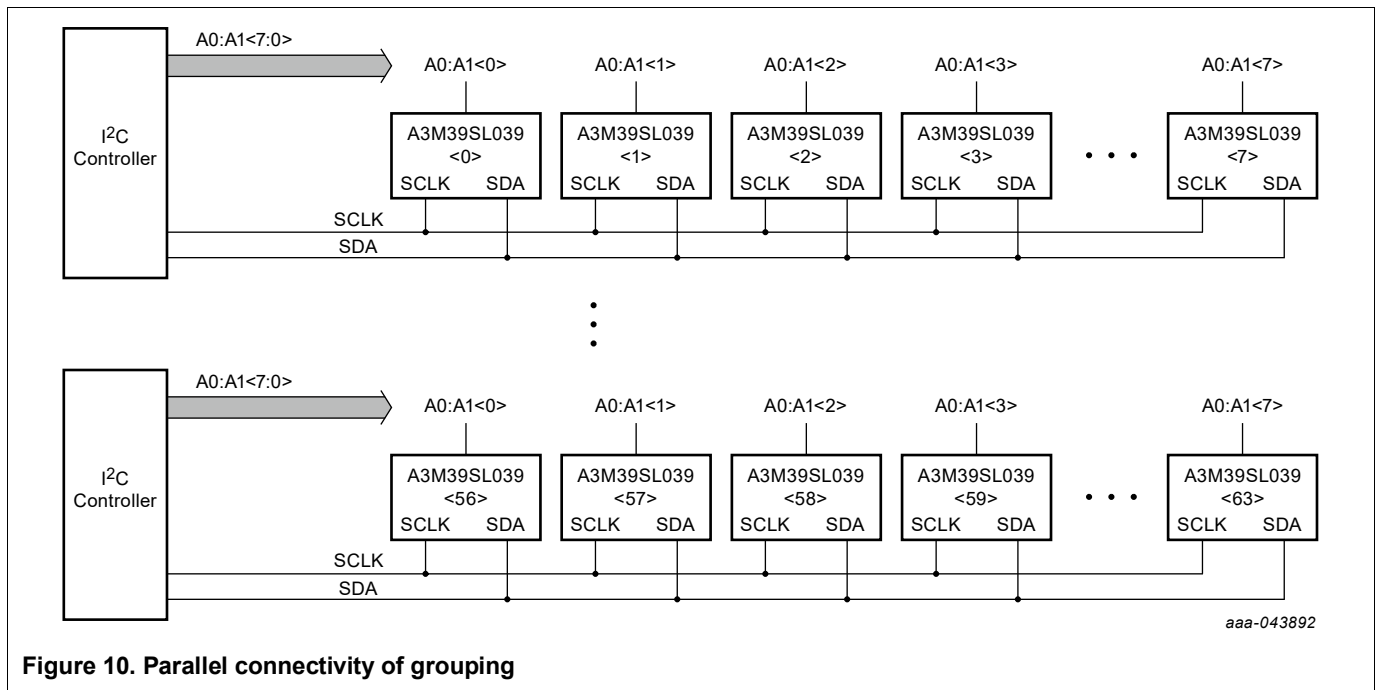 A0:A1<7:0>
A0:A1<0> A0:A1<1> A0:A1<2> A0:A1<3> A0:A1<7>
I2C
Controller
A3M39SL039 A3M39SL039 A3M39SL039 A3M39SL039 A3M39SL039
<0> <1> <2> <3> <7>
SCLK SDA SCLK SDA SCLK SDA SCLK SDA SCLK SDA
SCLK
SDA
A0:A1<7:0>
A0:A1<0> A0:A1<1> A0:A1<2> A0:A1<3> A0:A1<7>
I2C
Controller
A3M39SL039 A3M39SL039 A3M39SL039 A3M39SL039 A3M39SL039
<56> <57> <58> <59> <63>
SCLK SDA SCLK SDA SCLK SDA SCLK SDA SCLK SDA
SCLK
SDA
aaa-043892
Figure 10. Parallel connectivity of grouping